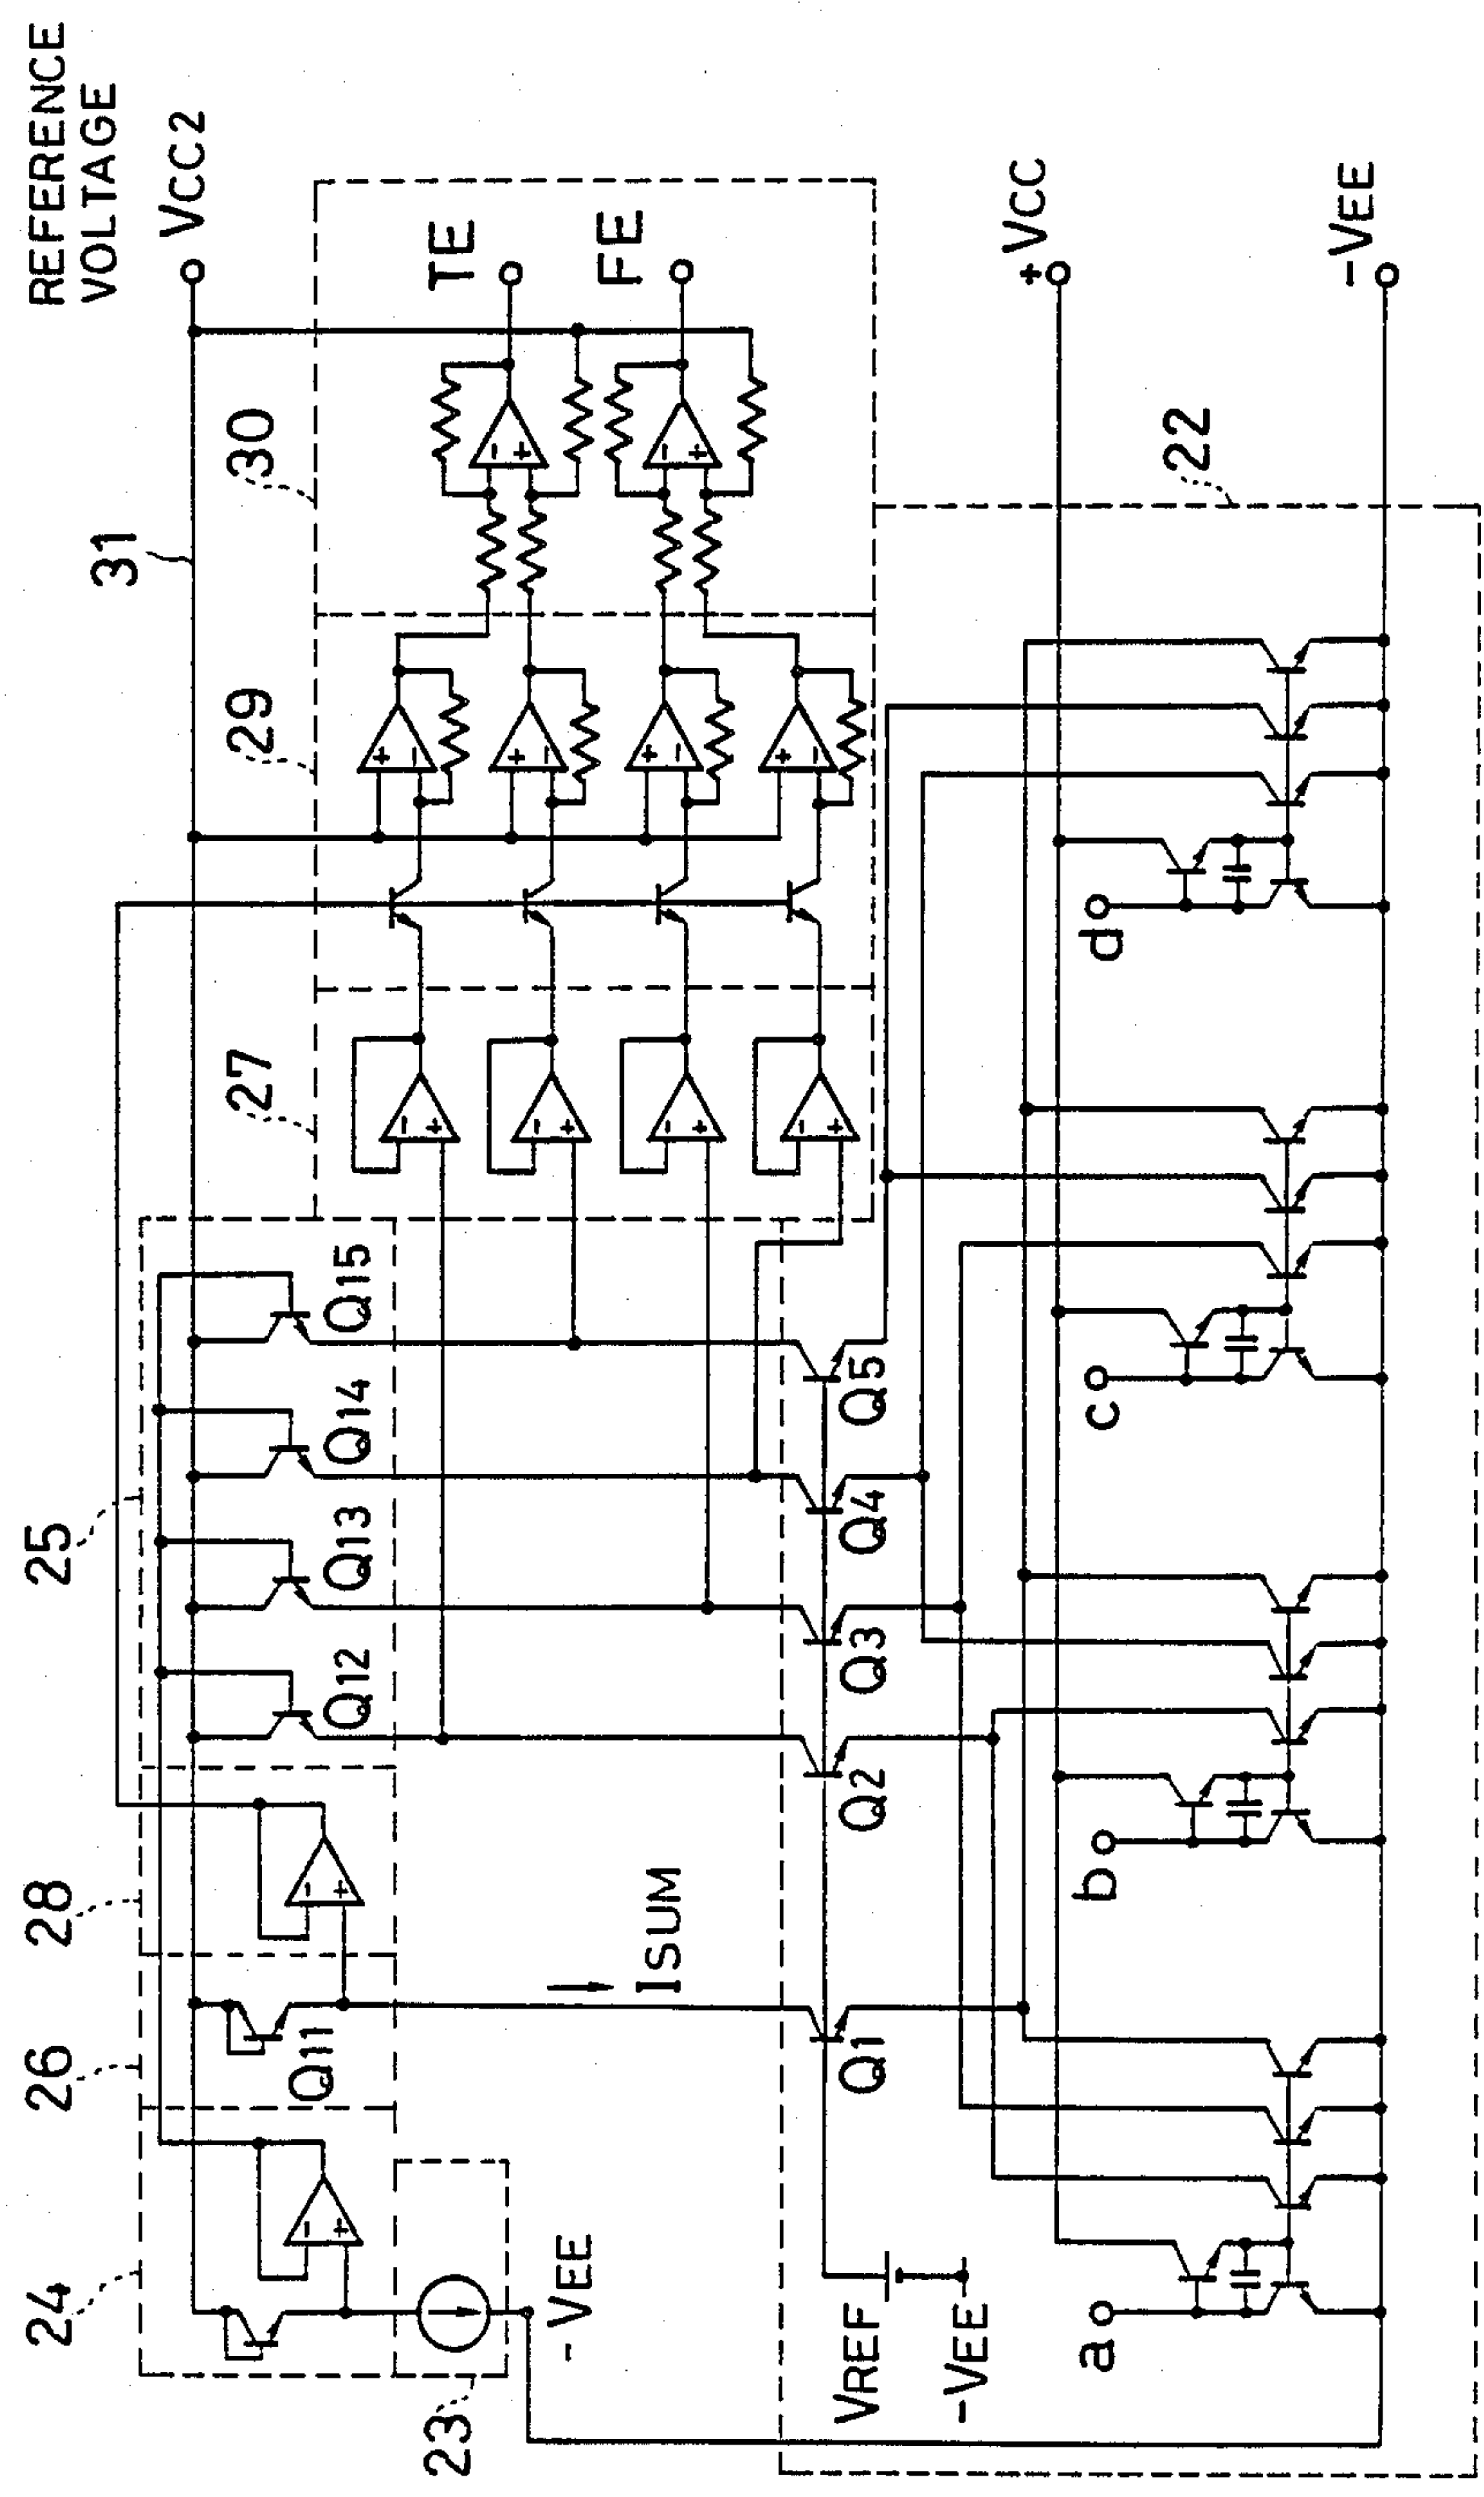 REFERENCE
VOLTAGE
VCC2
31
30
29
27
25
28
26
24
23
22
TE
FE
Q15
Q14
Q13
Q12
Q11
Q5
Q4
Q3
Q2
Q1
ISUM
-VEE
VREF
-VEE
+VCC
-VEE
a
b
c
d
- +
- +
- +
- +
- +
- +
+ -
+ -
+ -
+ -
- +
- +